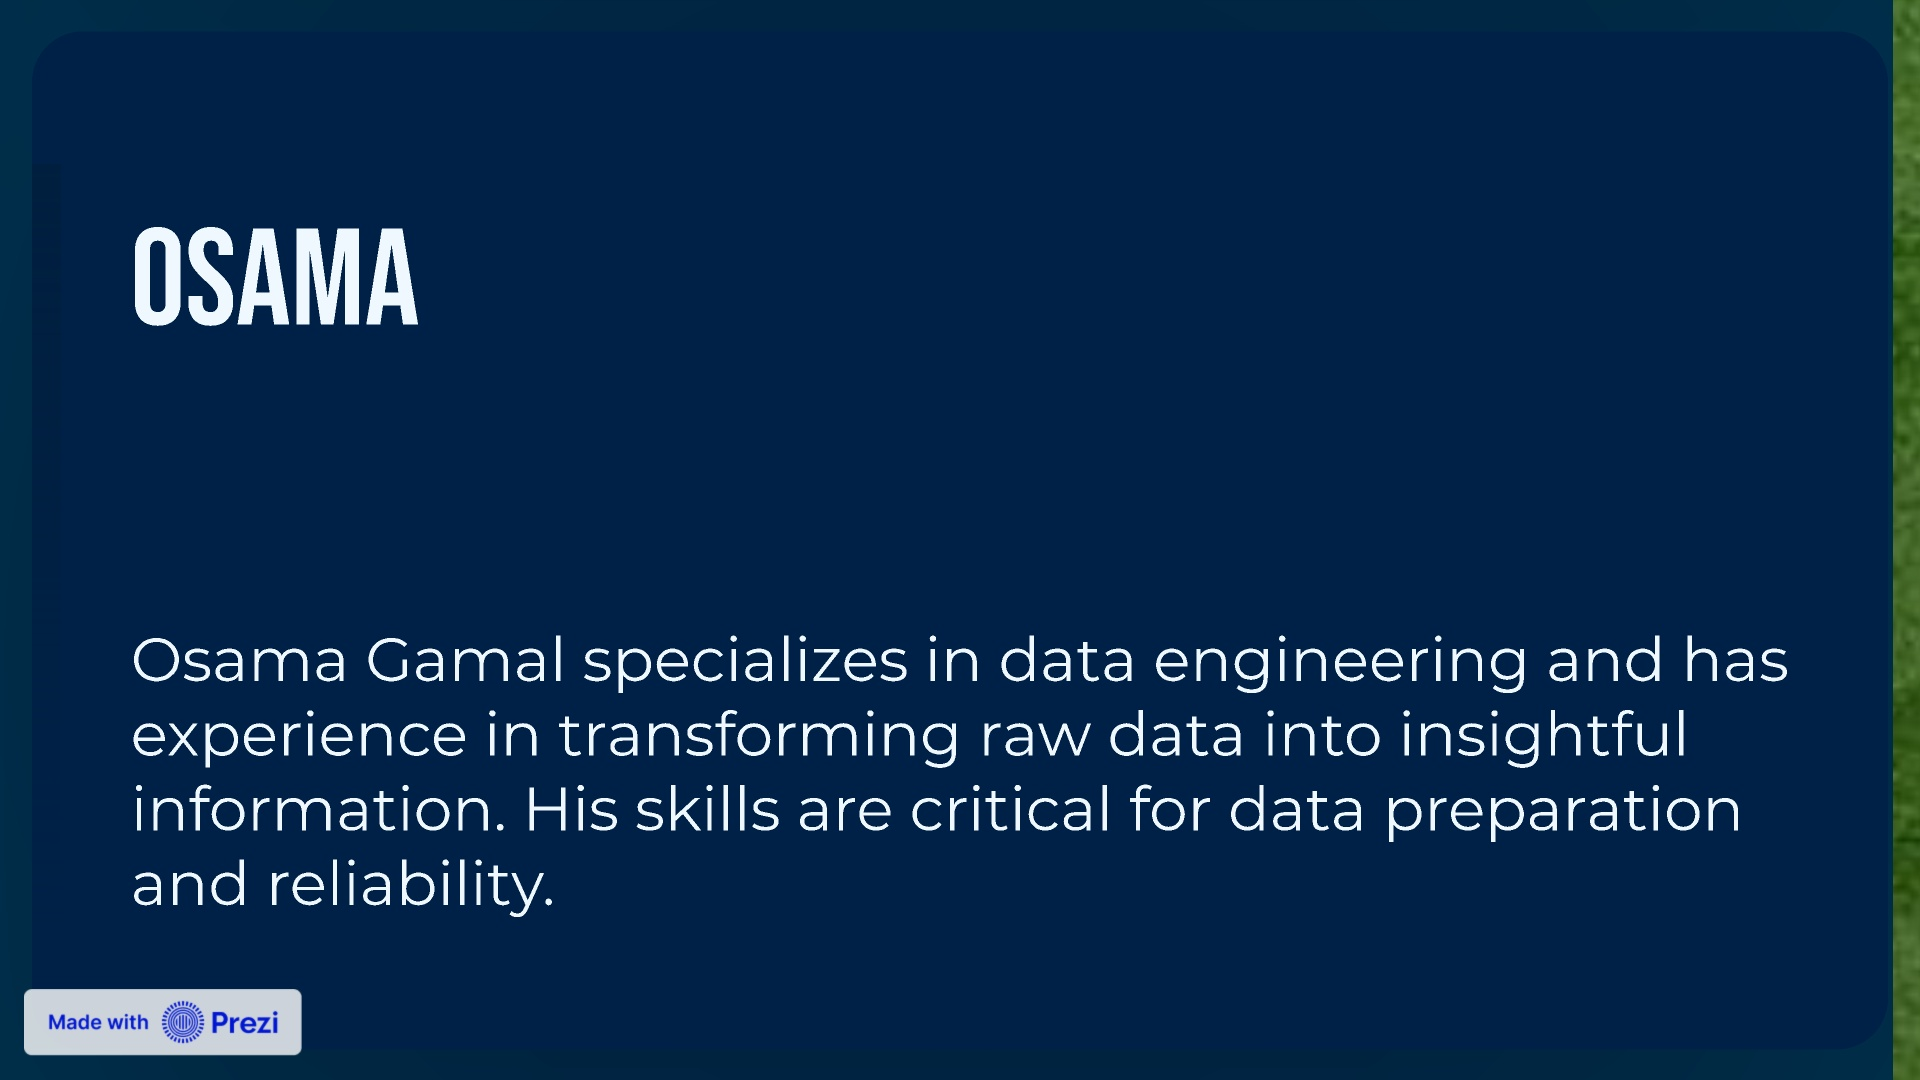 OSAMA
Osama Gamal specializes in data engineering and has
experience in transforming raw data into insightful
information. His skills are critical for data preparation
and reliability.
Made with Prezi